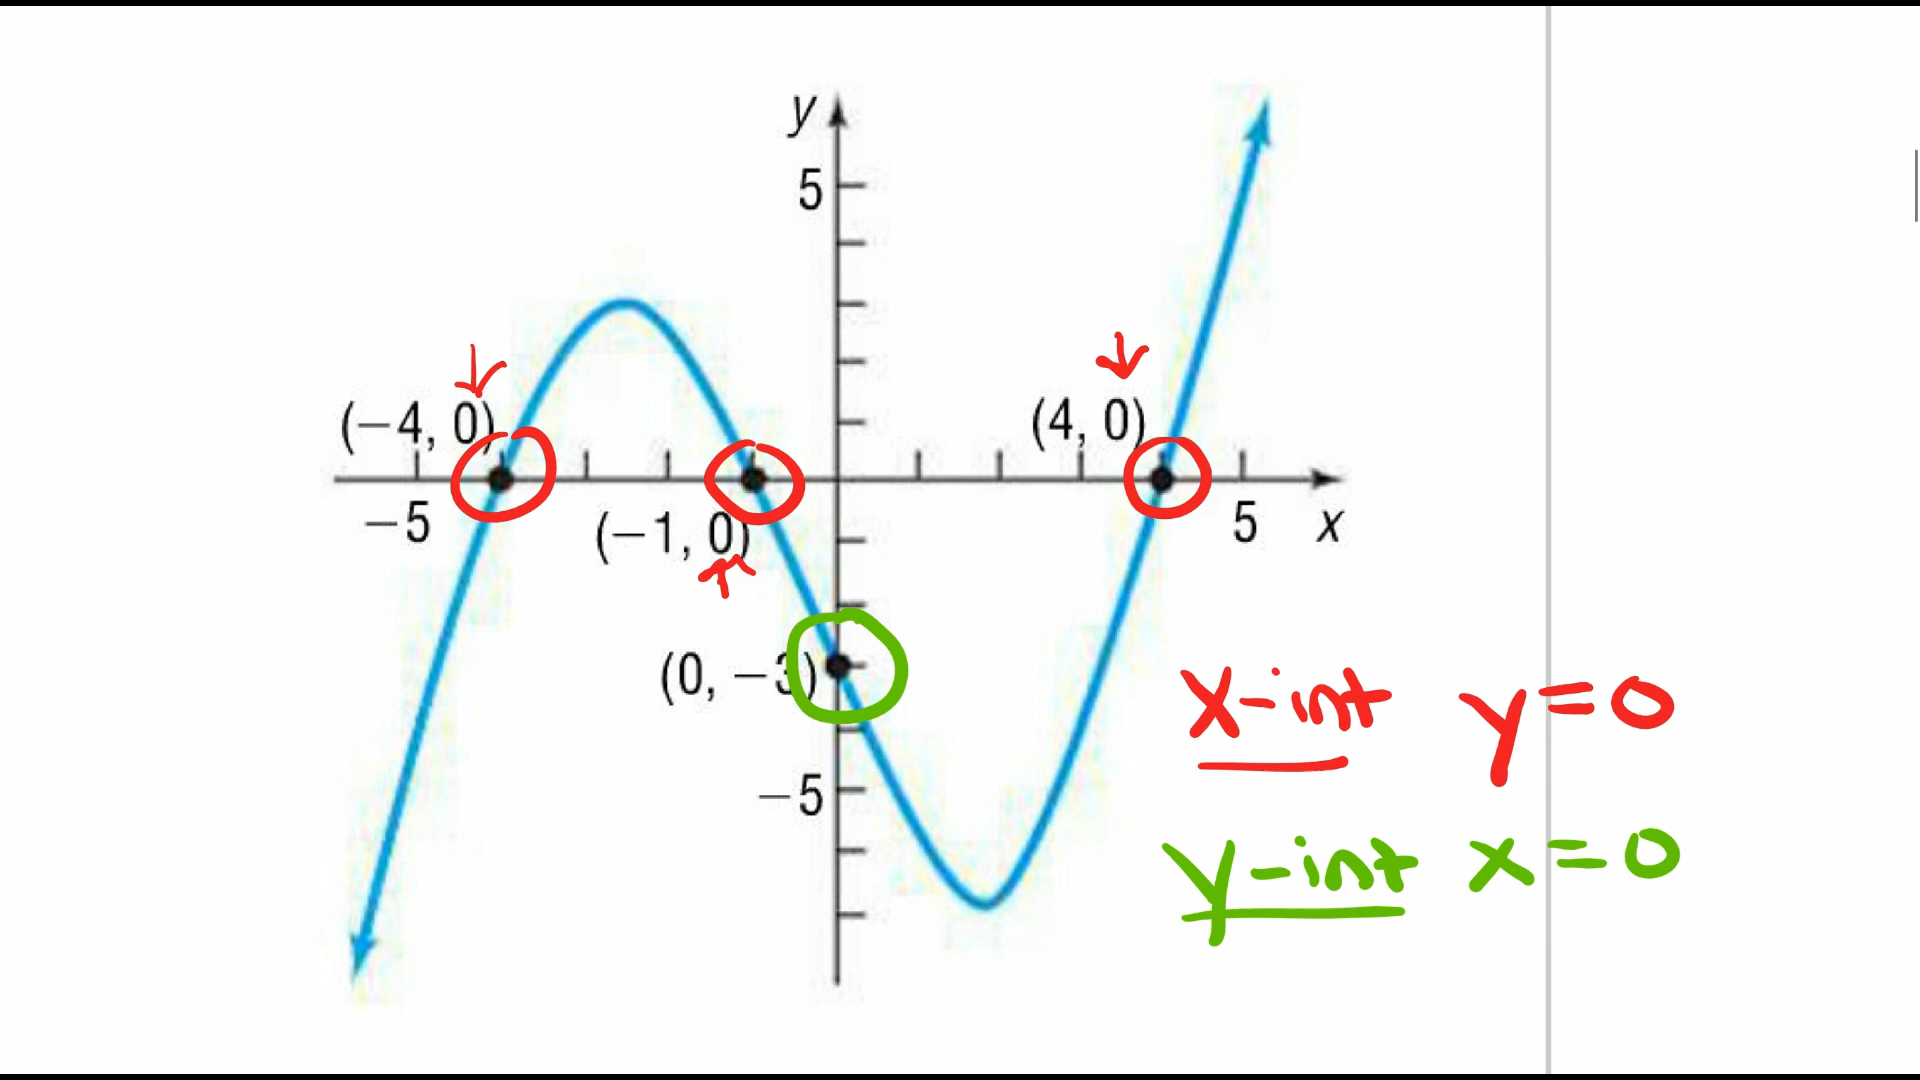 y
5
(−4, 0)
(4, 0)
−5
(−1, 0)
5
x
(0, −3)
x-int y=0
−5
y-int x=0